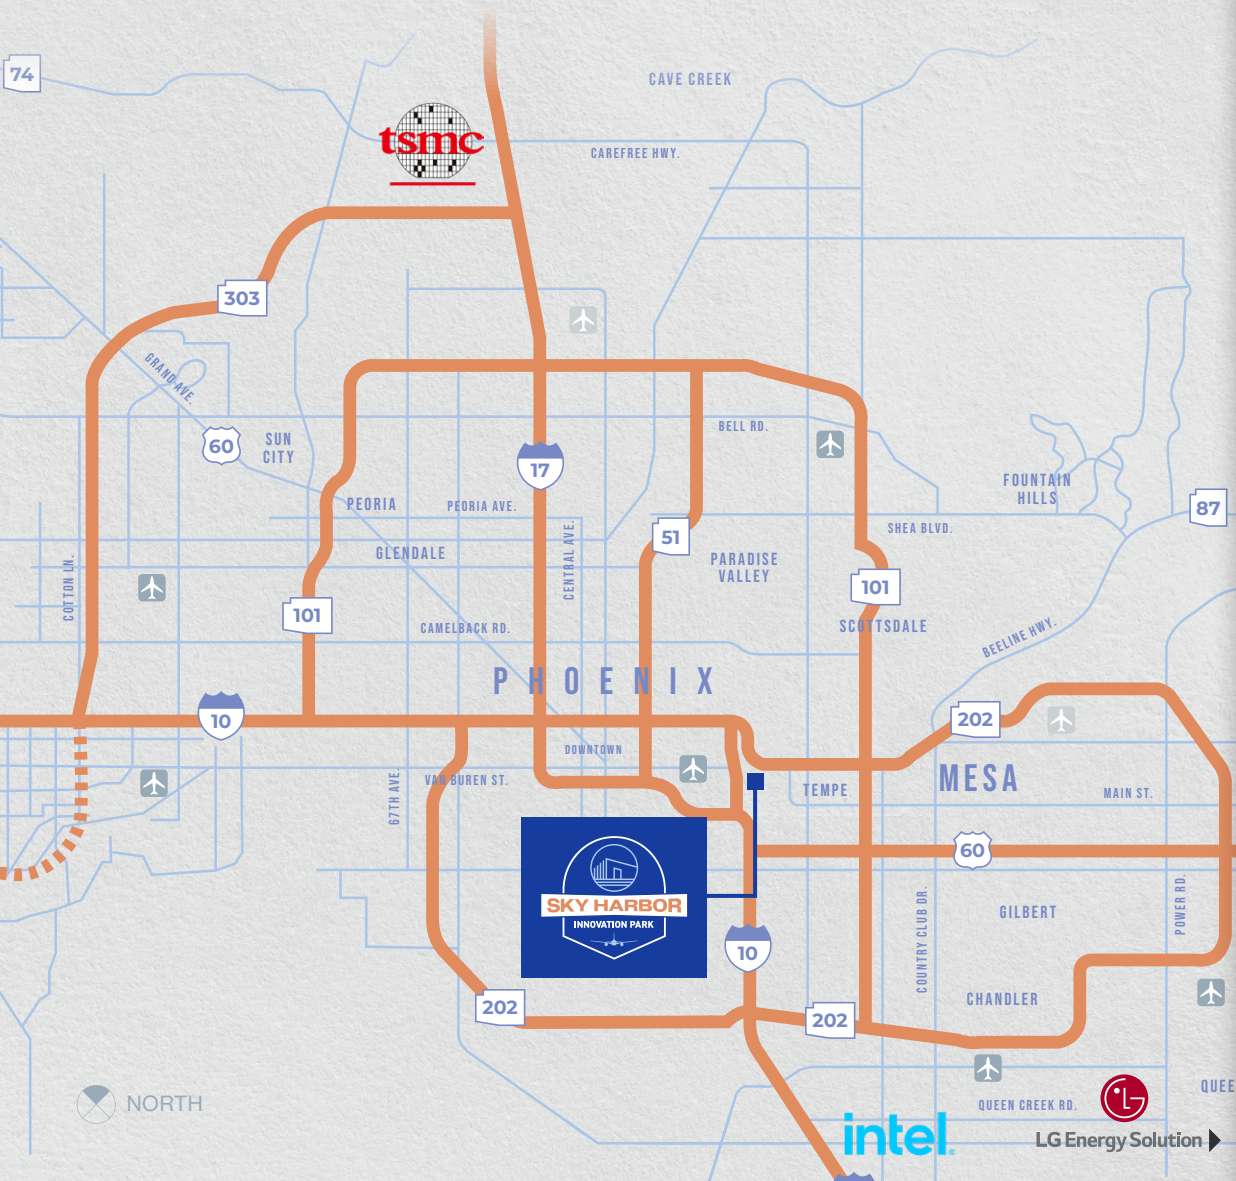 74
CAVE CREEK
tsmc
CAREFREE HWY.
303
GRAND AVE.
60
SUN
CITY
17
BELL RD.
PEORIA
PEORIA AVE.
FOUNTAIN
HILLS
87
SHEA BLVD.
51
GLENDALE
CENTRAL AVE.
PARADISE
VALLEY
COTTON LN.
101
101
CAMELBACK RD.
SCOTTSDALE
BEELINE HWY.
PHOENIX
10
202
DOWNTOWN
VAN BUREN ST.
67TH AVE.
TEMPE
MESA
MAIN ST.
60
SKY HARBOR
INNOVATION PARK
10
COUNTRY CLUB DR.
GILBERT
POWER RD.
CHANDLER
202
202
NORTH
QUEE
QUEEN CREEK RD.
intel
LG
LG Energy Solution